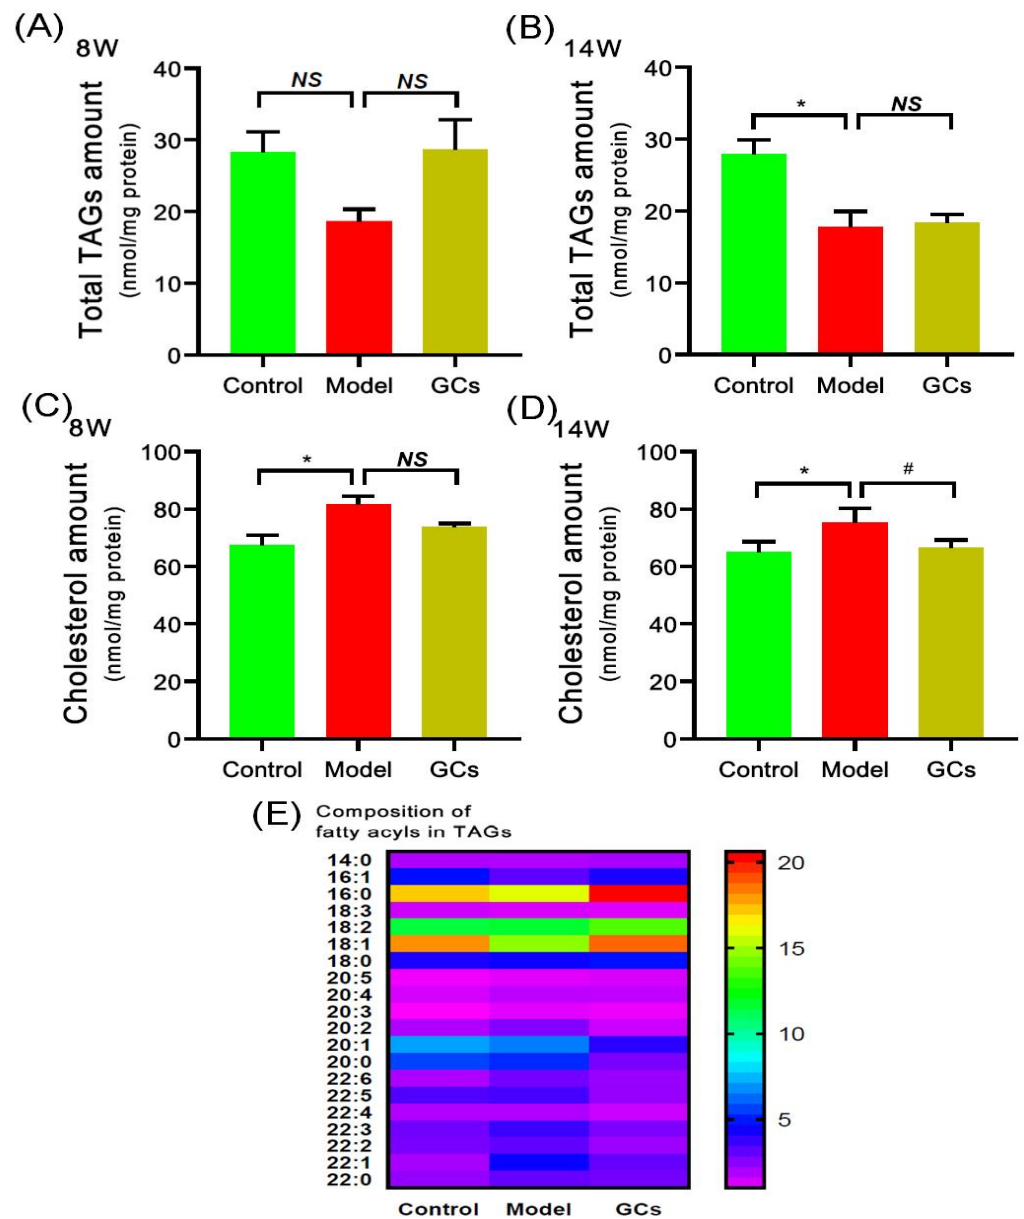 (A)
8W
Total TAGs amount
(nmol/mg protein)
40
30
20
10
0
NS
NS
Control Model GCs
(B)
14W
Total TAGs amount
(nmol/mg protein)
40
30
20
10
0
*
NS
Control Model GCs
(C)
8W
Cholesterol amount
(nmol/mg protein)
100
80
60
40
20
0
*
NS
Control Model GCs
(D)
14W
Cholesterol amount
(nmol/mg protein)
100
80
60
40
20
0
*
#
Control Model GCs
(E)
Composition of
fatty acyls in TAGs
14:0
16:1
16:0
18:3
18:2
18:1
18:0
20:5
20:4
20:3
20:2
20:1
20:0
22:6
22:5
22:4
22:3
22:2
22:1
22:0
Control Model GCs
20
15
10
5